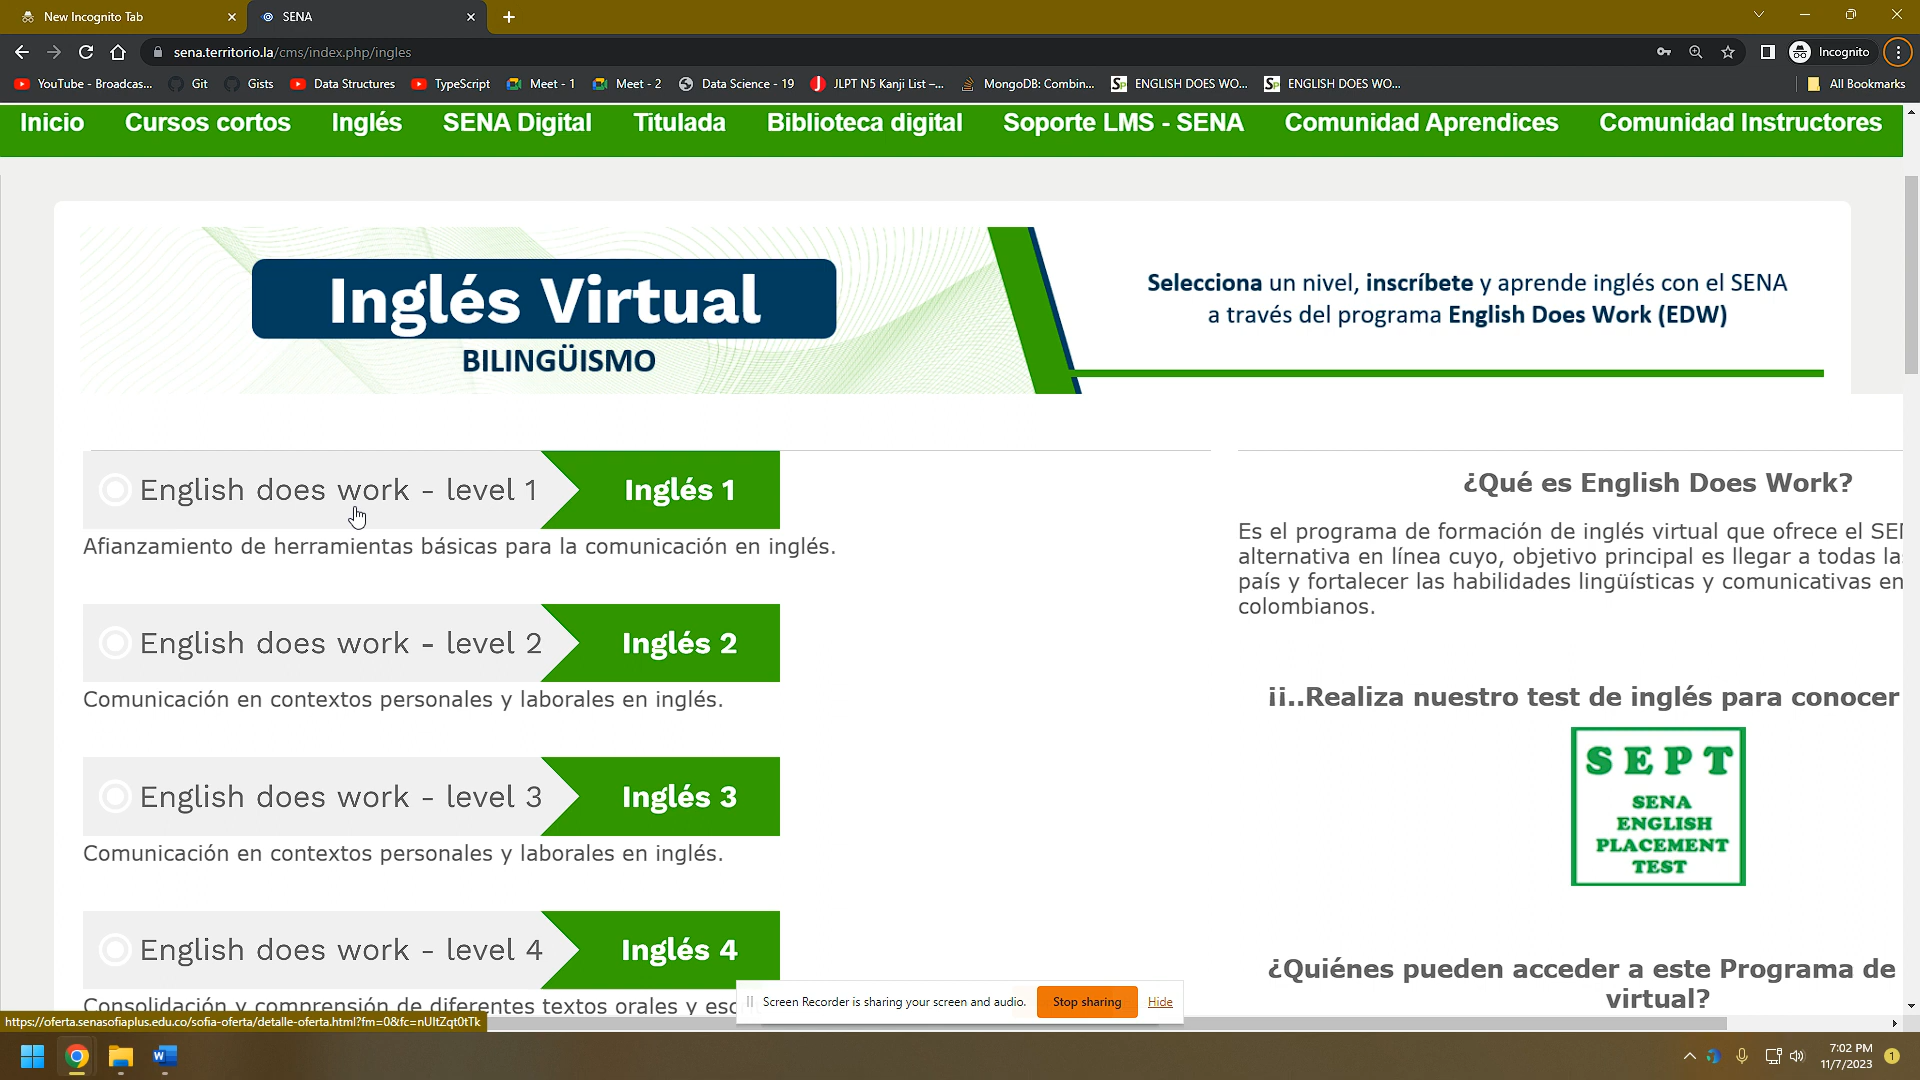 New Incognito Tab
SENA
sena.territorio.la/cms/index.php/ingles
Incognito
YouTube - Broadcas...
Git
Gists
Data Structures
TypeScript
Meet - 1
Meet - 2
Data Science - 19
JLPT N5 Kanji List –...
MongoDB: Combin...
ENGLISH DOES WO...
ENGLISH DOES WO...
All Bookmarks
Inicio
Cursos cortos
Inglés
SENA Digital
Titulada
Biblioteca digital
Soporte LMS - SENA
Comunidad Aprendices
Comunidad Instructores
Inglés Virtual
BILINGÜISMO
Selecciona un nivel, inscríbete y aprende inglés con el SENA
a través del programa English Does Work (EDW)
English does work - level 1
Inglés 1
Afianzamiento de herramientas básicas para la comunicación en inglés.
English does work - level 2
Inglés 2
Comunicación en contextos personales y laborales en inglés.
English does work - level 3
Inglés 3
Comunicación en contextos personales y laborales en inglés.
English does work - level 4
Inglés 4
Consolidación y comprensión de diferentes textos orales y esc
¿Qué es English Does Work?
Es el programa de formación de inglés virtual que ofrece el SE
alternativa en línea cuyo, objetivo principal es llegar a todas la
país y fortalecer las habilidades lingüísticas y comunicativas en
colombianos.
¡¡..Realiza nuestro test de inglés para conocer
SEPT
SENA
ENGLISH
PLACEMENT
TEST
¿Quiénes pueden acceder a este Programa de
virtual?
Screen Recorder is sharing your screen and audio.
Stop sharing
Hide
https://oferta.senasofiaplus.edu.co/sofia-oferta/detalle-oferta.html?fm=0&fc=nUItZqt0tTk
7:02 PM
11/7/2023
1